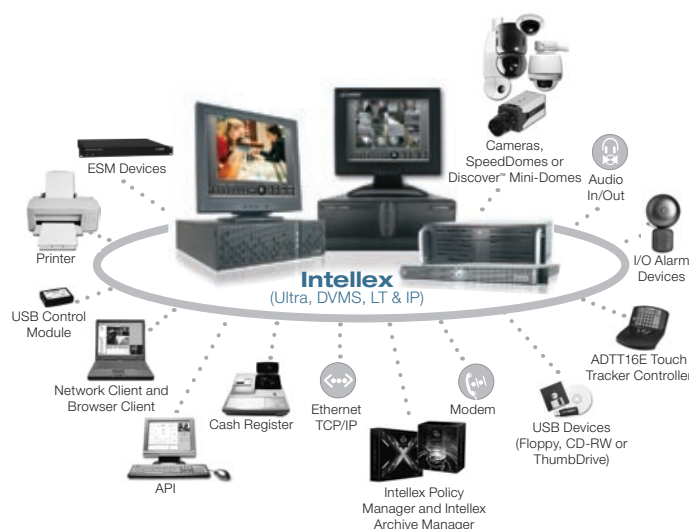 Cameras,
SpeedDomes or
Discover™ Mini-Domes
ESM Devices
Audio
In/Out
Printer
I/O Alarm
Devices
Intellex
(Ultra, DVMS, LT & IP)
USB Control
Module
ADTT16E Touch
Tracker Controller
Network Client and
Browser Client
Cash Register
Ethernet
TCP/IP
Modem
USB Devices
(Floppy, CD-RW or
ThumbDrive)
API
Intellex Policy
Manager and Intellex
Archive Manager